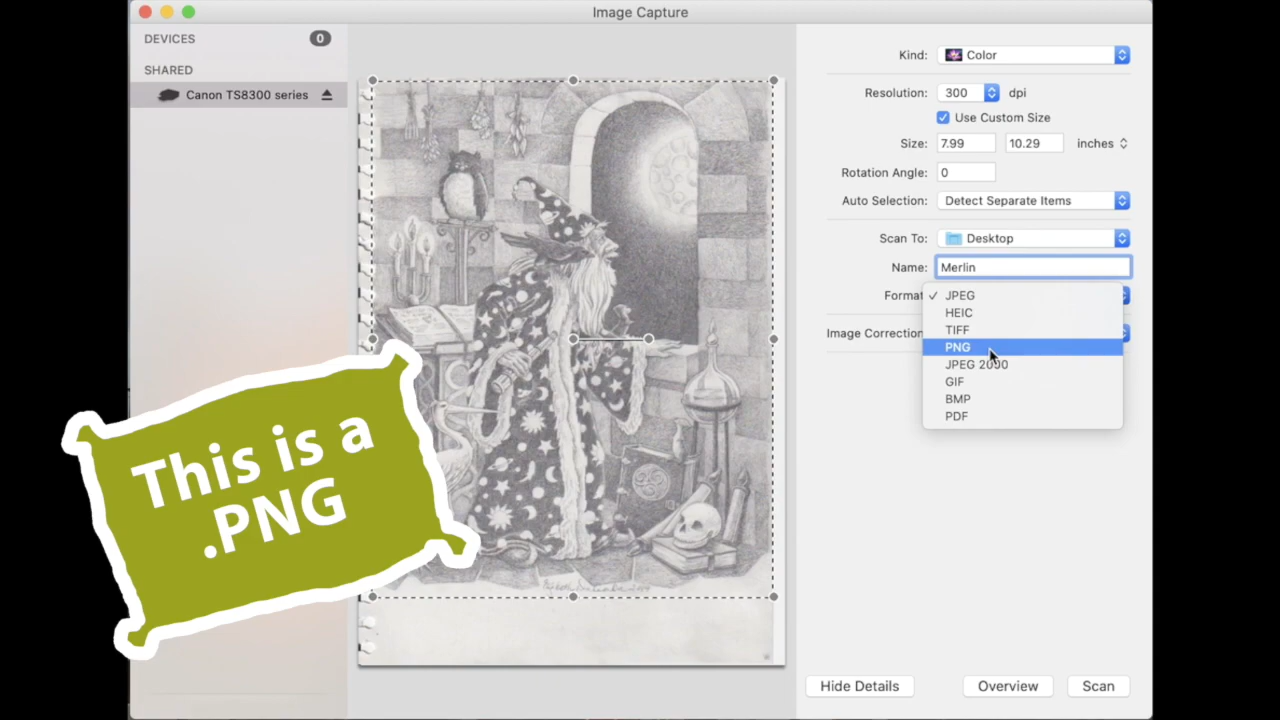 Image Capture
DEVICES 0
SHARED
Canon TS8300 series
Kind: Color
Resolution: 300 dpi
Use Custom Size
Size: 7.99 10.29 inches
Rotation Angle: 0
Auto Selection: Detect Separate Items
Scan To: Desktop
Name: Merlin
Format ✓ JPEG
HEIC
TIFF
Image Correction
PNG
JPEG 2000
GIF
BMP
PDF
This is a
.PNG
Hide Details Overview Scan